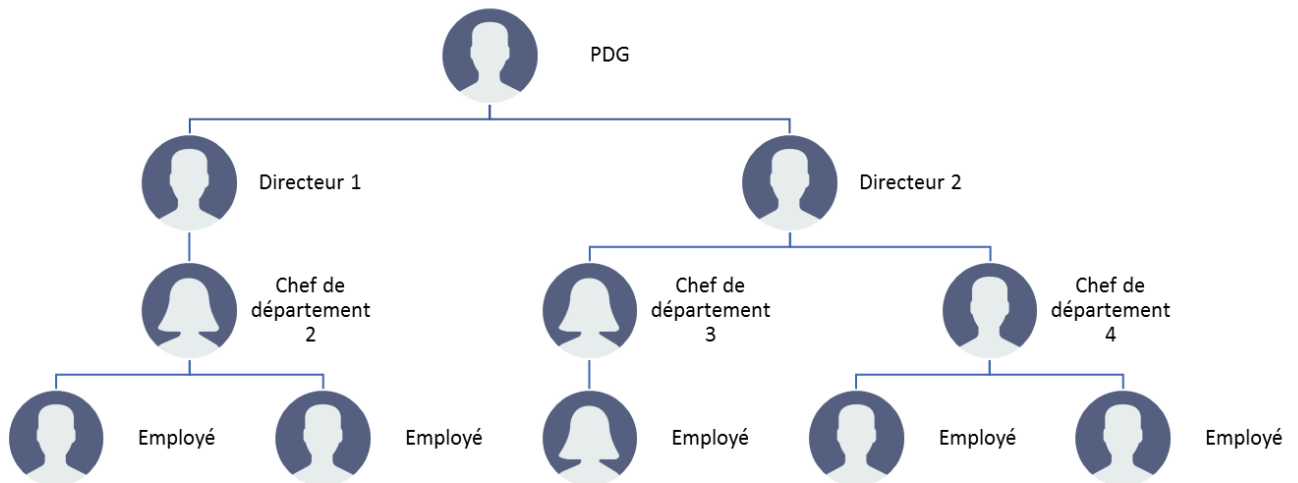 PDG
Directeur 1
Directeur 2
Chef de
département
2
Chef de
département
3
Chef de
département
4
Employé
Employé
Employé
Employé
Employé